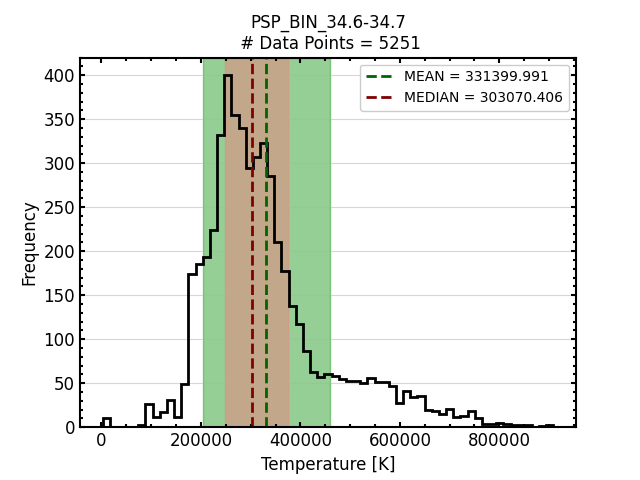 PSP_BIN_34.6-34.7
# Data Points = 5251
MEAN = 331399.991
MEDIAN = 303070.406
400
350
300
250
200
150
100
50
0
Frequency
0 200000 400000 600000 800000
Temperature [K]